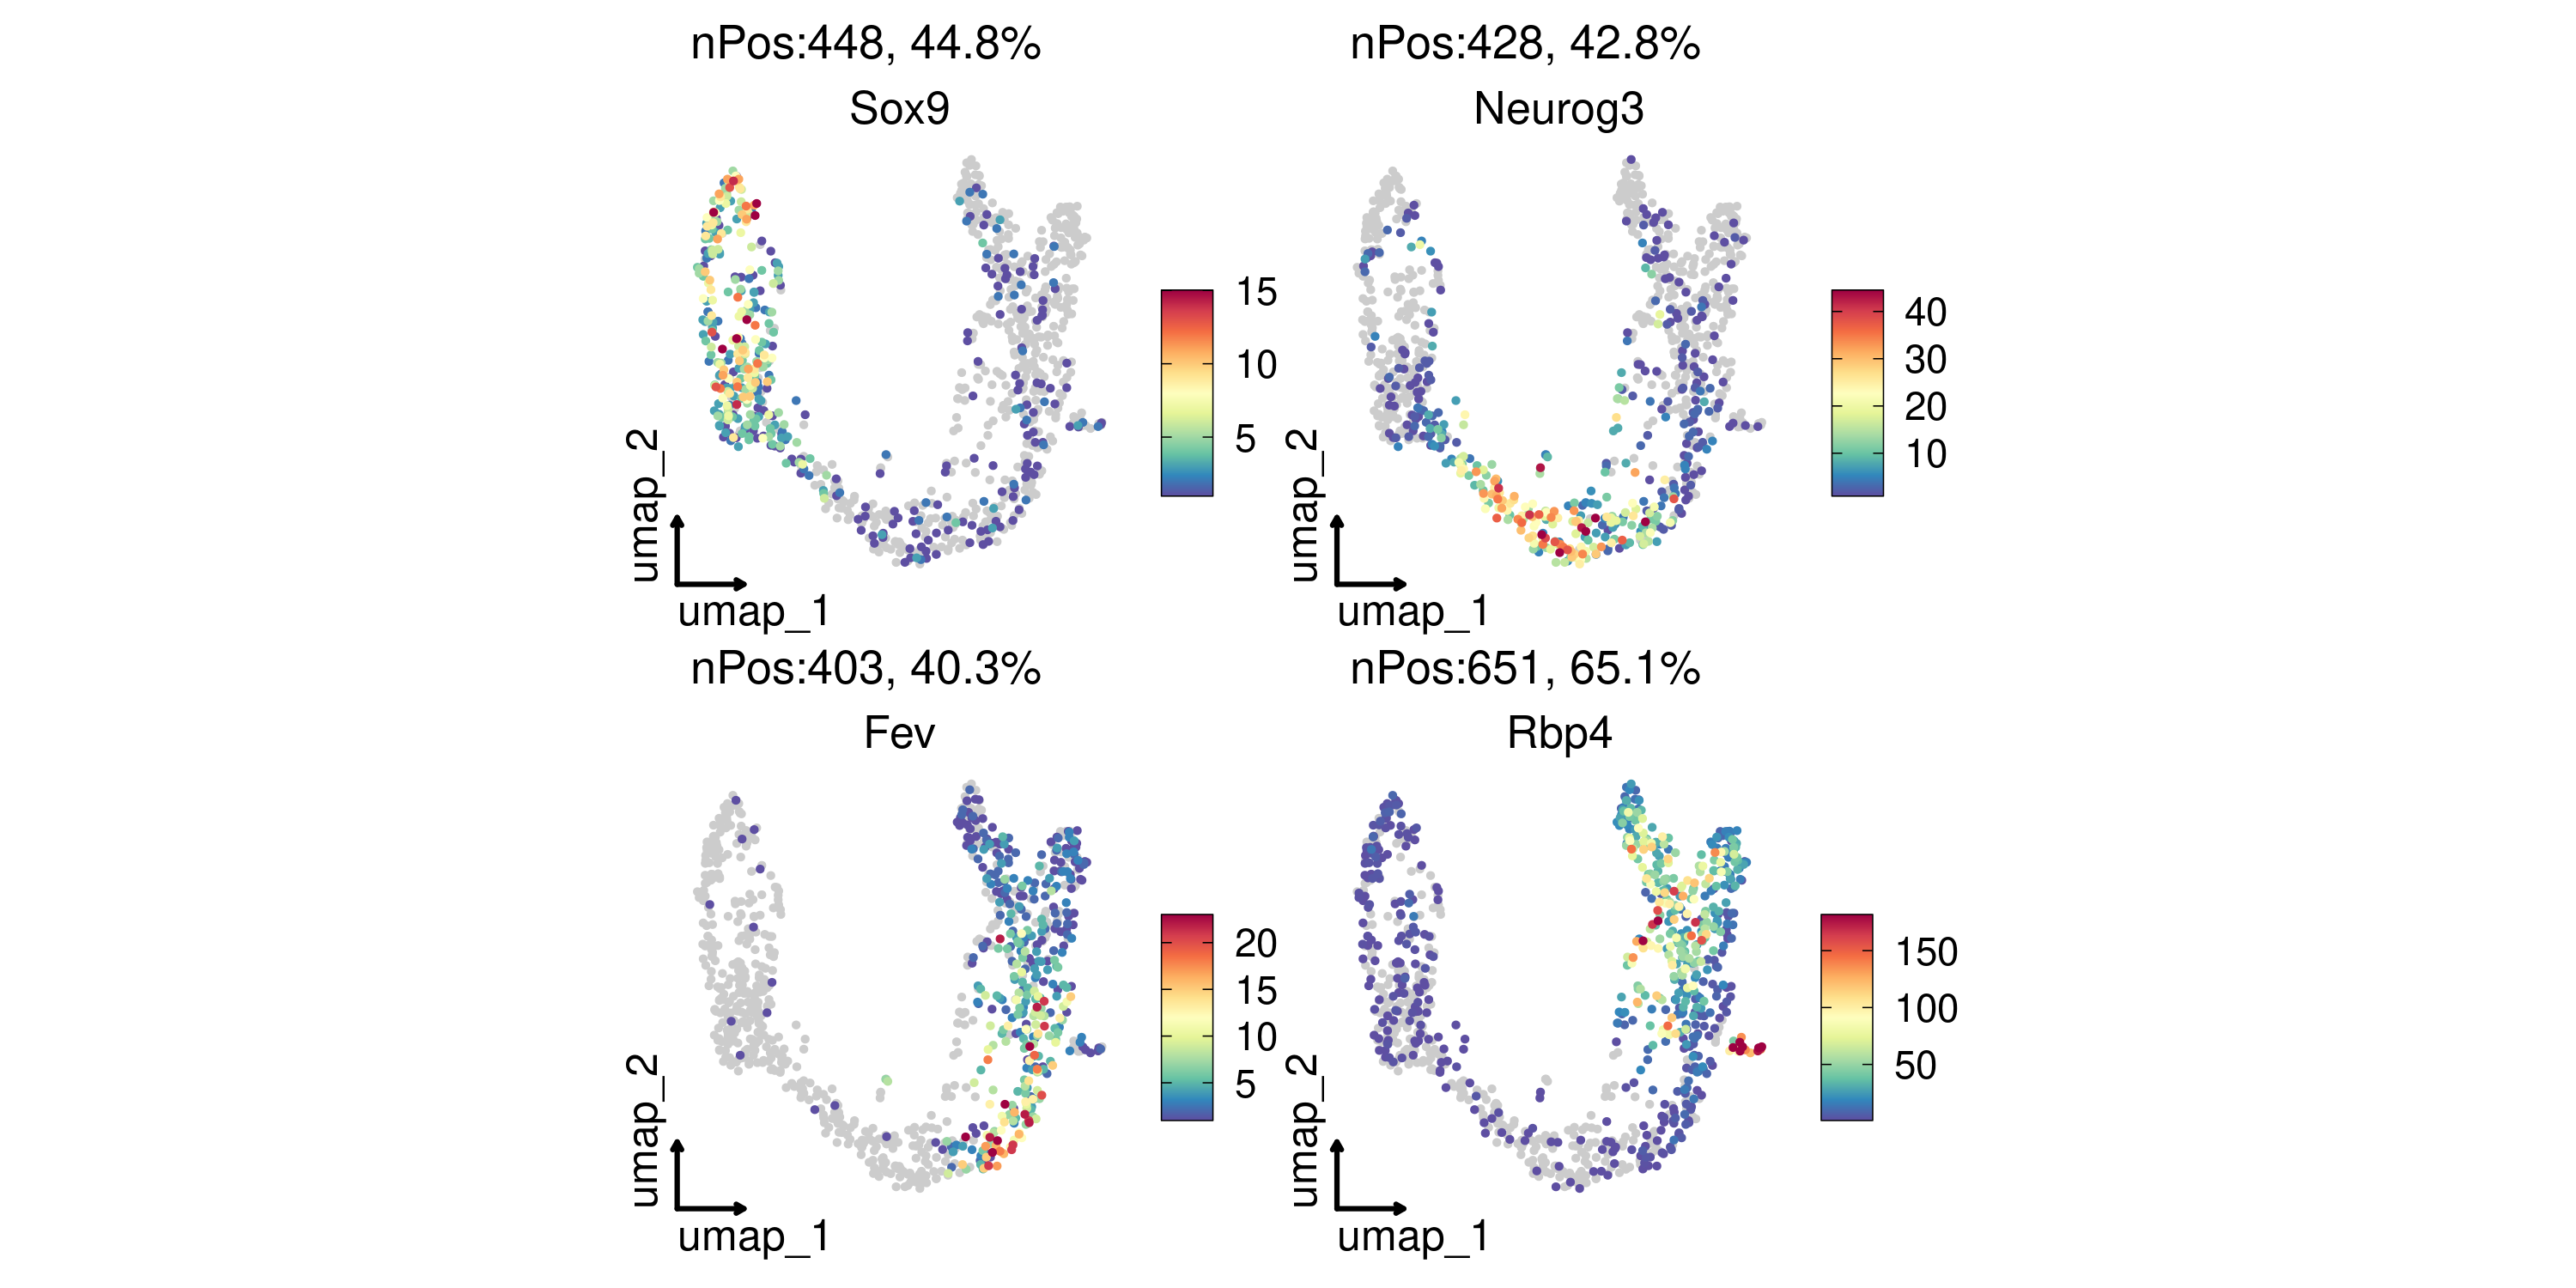 nPos:448, 44.8%
Sox9
15
10
5
umap_2
umap_1
nPos:428, 42.8%
Neurog3
40
30
20
10
umap_2
umap_1
nPos:403, 40.3%
Fev
20
15
10
5
umap_2
umap_1
nPos:651, 65.1%
Rbp4
150
100
50
umap_2
umap_1